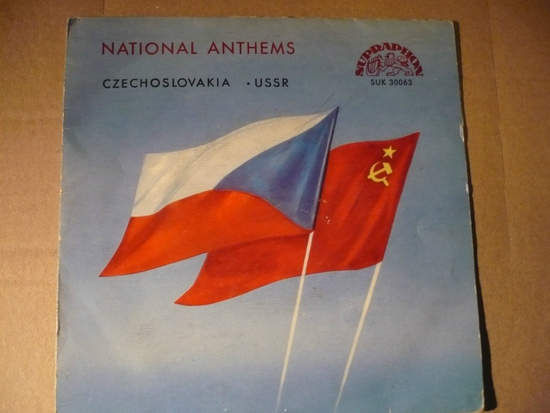 NATIONAL ANTHEMS
CZECHOSLOVAKIA • USSR
SUPRAPHON
SUK 30063